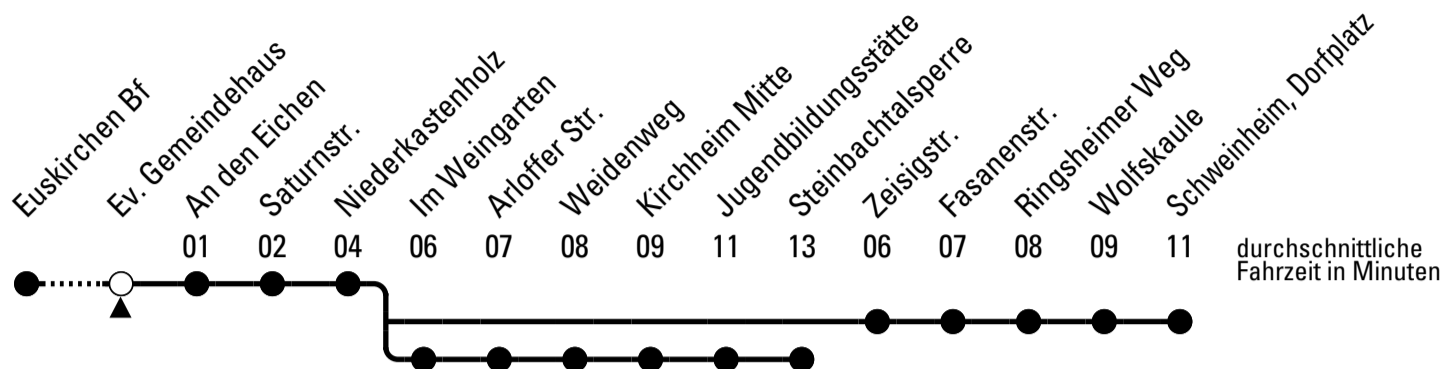 Euskirchen Bf
Ev. Gemeindehaus
An den Eichen
Saturnstr.
Niederkastenholz
Im Weingarten
Arloffer Str.
Weidenweg
Kirchheim Mitte
Jugendbildungsstätte
Steinbachtalsperre
Zeisigstr.
Fasanenstr.
Ringsheimer Weg
Wolfskaule
Schweinheim, Dorfplatz
01 02 04 06 07 08 09 11 13 06 07 08 09 11
durchschnittliche
Fahrzeit in Minuten